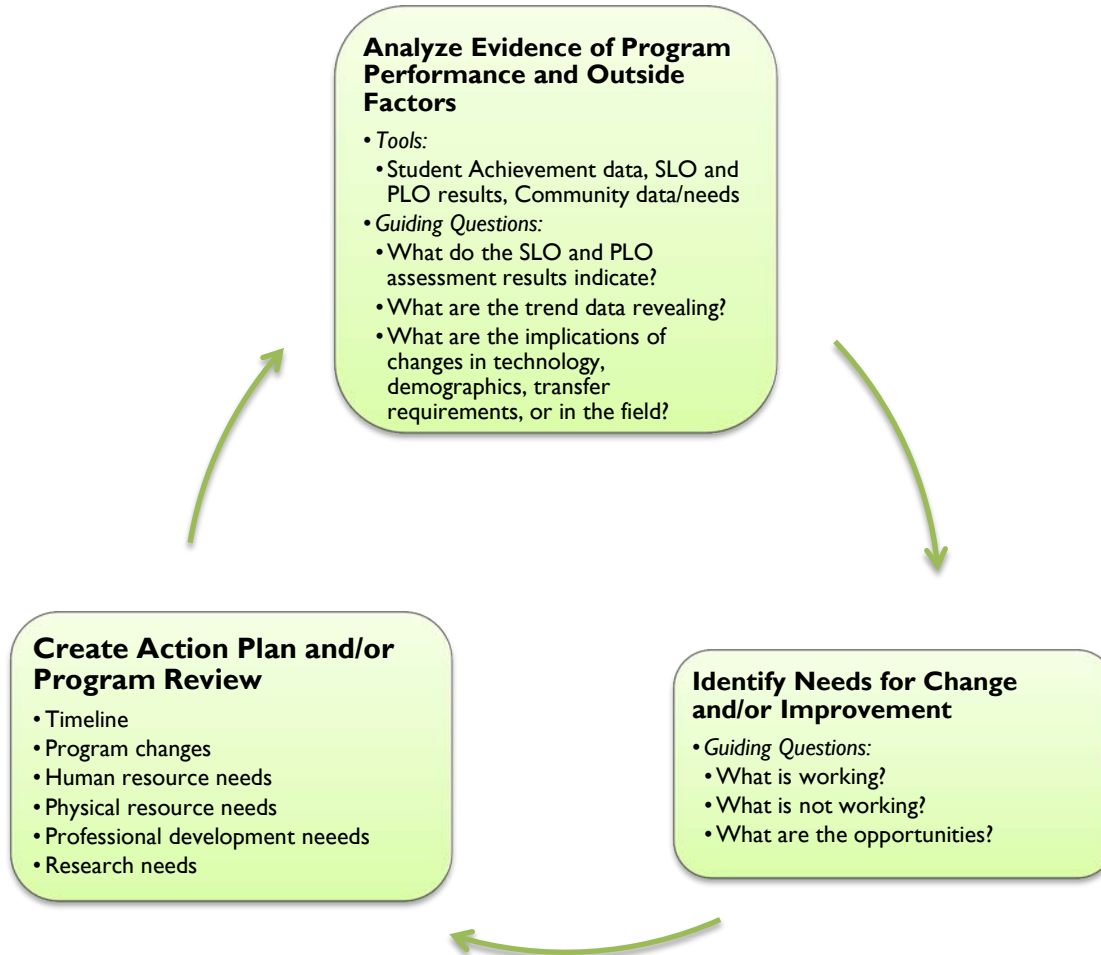 Analyze Evidence of Program
Performance and Outside
Factors
• Tools:
• Student Achievement data, SLO and
PLO results, Community data/needs
• Guiding Questions:
• What do the SLO and PLO
assessment results indicate?
• What are the trend data revealing?
• What are the implications of
changes in technology,
demographics, transfer
requirements, or in the field?
Identify Needs for Change
and/or Improvement
• Guiding Questions:
• What is working?
• What is not working?
• What are the opportunities?
Create Action Plan and/or
Program Review
• Timeline
• Program changes
• Human resource needs
• Physical resource needs
• Professional development neeeds
• Research needs